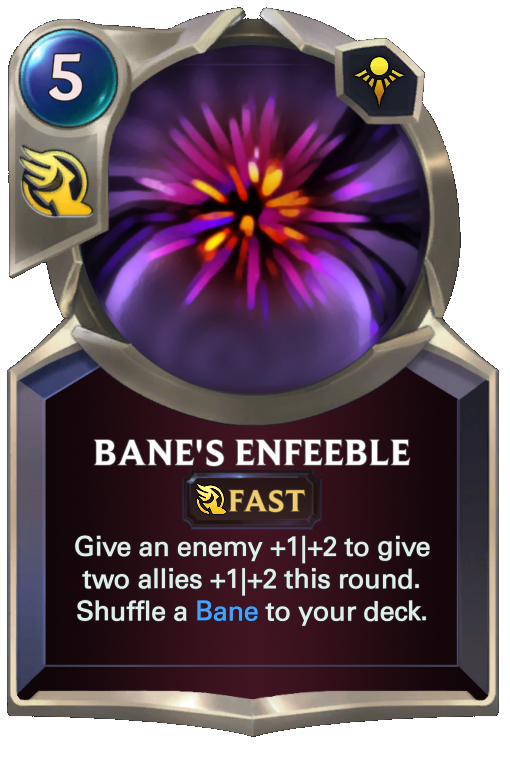 5
BANE'S ENFEEBLE
FAST
Give an enemy +1|+2 to give
two allies +1|+2 this round.
Shuffle a Bane to your deck.